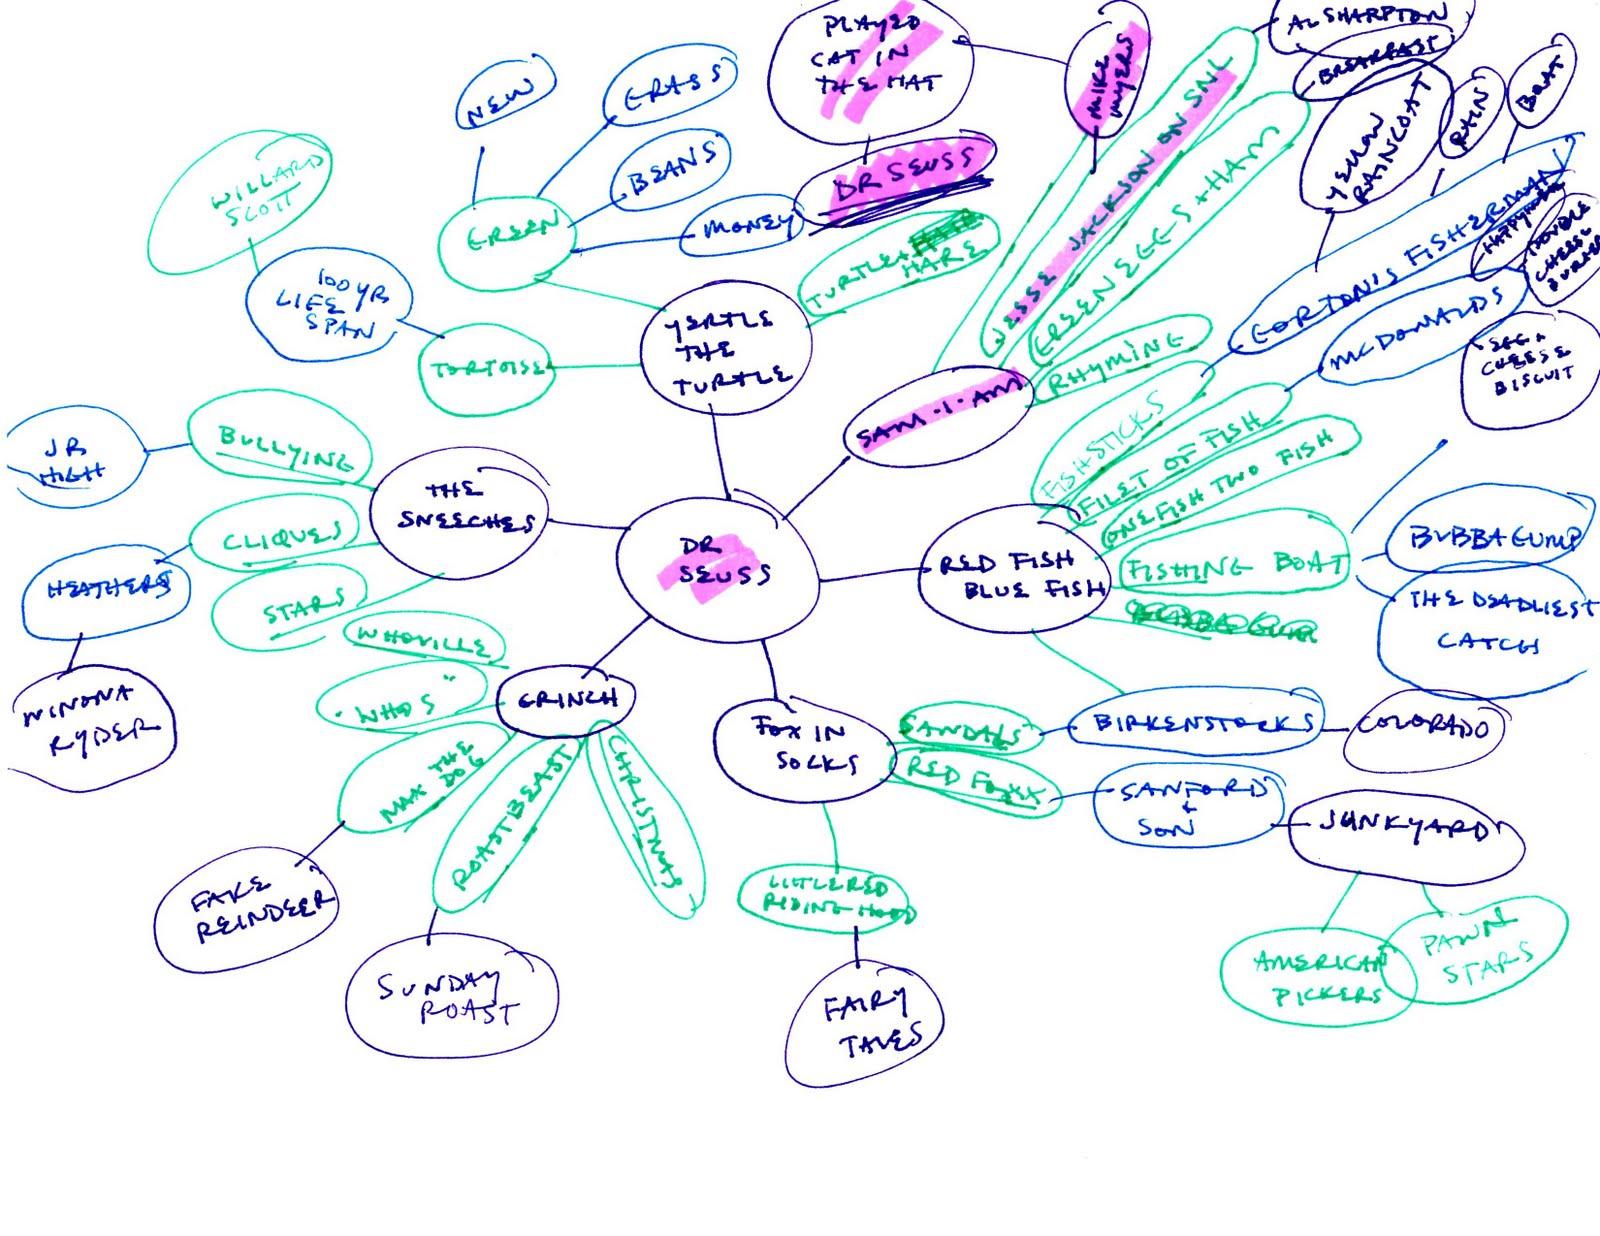 PLAYED
CAT IN
THE HAT
MIKE
MYERS
AL SHARPTON
BREAKFAST
YELLOW
RAINCOAT
RAIN
BOAT
NEW
GRASS
BEANS
MONEY
GREEN
DR SEUSS
TURTLE +
HARE
JESSE JACKSON ON SNL
GREEN EGGS + HAM
RHYMING
GORTON'S FISHERMAN
MCDONALDS
DOUBLE
CHEESE
EGG &
CHEESE
BISCUIT
WILLARD
SCOTT
100 YR
LIFE
SPAN
TORTOISE
YERTLE
THE
TURTLE
SAM·I·AM
FISHSTICKS
FILET OF FISH
ONE FISH TWO FISH
FISHING BOAT
BUBBA GUMP
THE DEADLIEST
CATCH
JR
HIGH
BULLYING
CLIQUES
STARS
HEATHERS
WINONA
RYDER
THE
SNEECHES
DR
SEUSS
RED FISH
BLUE FISH
WHOVILLE
"WHOS"
GRINCH
MAX THE
DOG
ROAST BEAST
CHRISTMAS
FAKE
REINDEER
SUNDAY
ROAST
FOX IN
SOCKS
SANDALS
BIRKENSTOCKS
COLORADO
RED FOXX
SANFORD
&
SON
JUNKYARD
AMERICAN
PICKERS
PAWN
STARS
LITTLE RED
RIDING HOOD
FAIRY
TALES